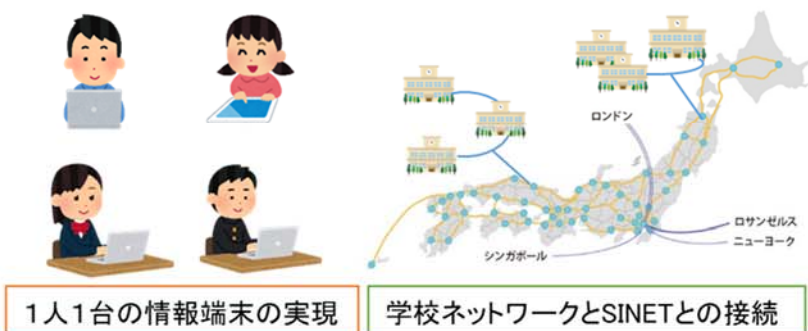 ロンドン
ロサンゼルス
ニューヨーク
シンガポール
1人1台の情報端末の実現
学校ネットワークとSINETとの接続